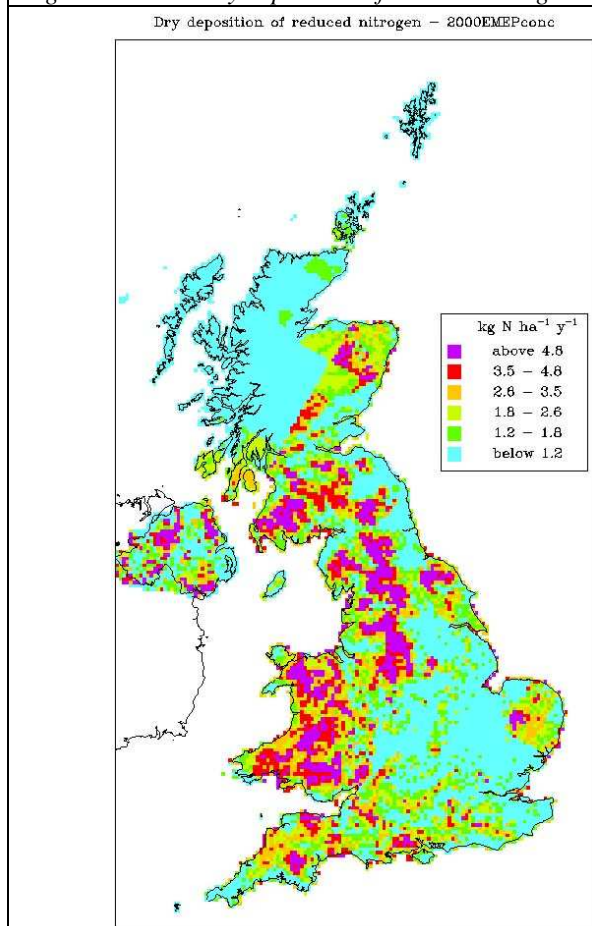 Dry deposition of reduced nitrogen – 2000EMEPconc
kg N ha⁻¹ y⁻¹
above 4.8
3.5 – 4.8
2.6 – 3.5
1.8 – 2.6
1.2 – 1.8
below 1.2